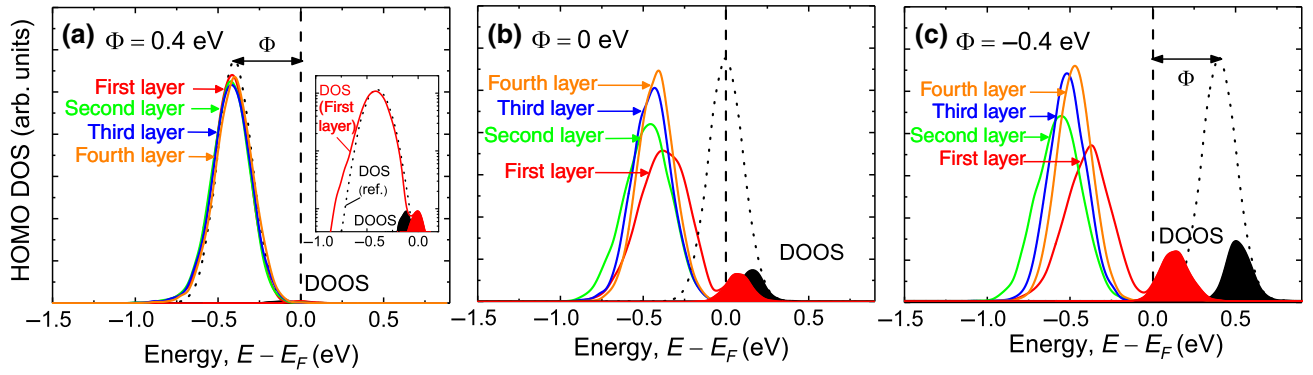 HOMO DOS (arb. units)
(a) Φ = 0.4 eV
Φ
First layer
Second layer
Third layer
Fourth layer
DOS
(First
layer)
DOS
(ref.)
DOOS
−1.0 −0.5 0.0
DOOS
−1.5 −1.0 −0.5 0.0 0.5
Energy, E − E_F (eV)
(b) Φ = 0 eV
Fourth layer
Third layer
Second layer
First layer
DOOS
−1.5 −1.0 −0.5 0.0 0.5
Energy, E − E_F (eV)
(c) Φ = −0.4 eV
Φ
Fourth layer
Third layer
Second layer
First layer
DOOS
−1.5 −1.0 −0.5 0.0 0.5
Energy, E − E_F (eV)